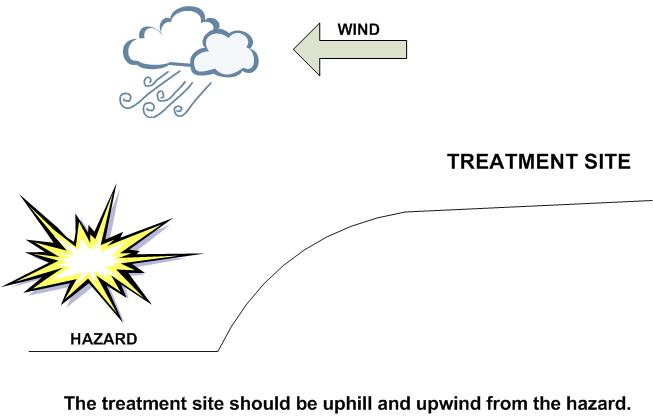 WIND
TREATMENT SITE
HAZARD
The treatment site should be uphill and upwind from the hazard.